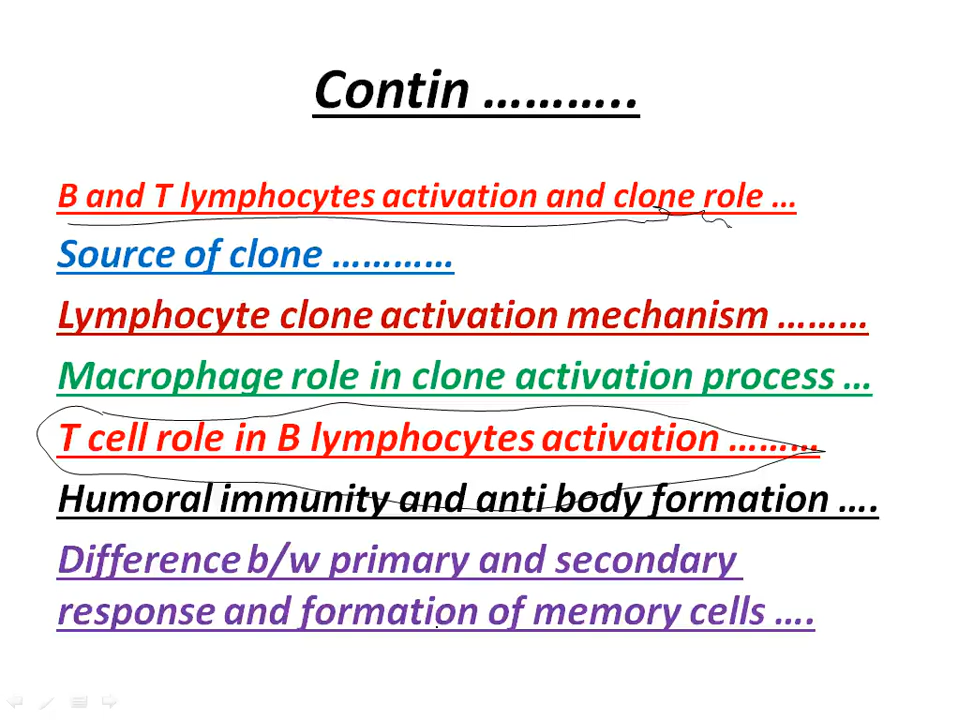 Contin ………..
B and T lymphocytes activation and clone role …
Source of clone …………
Lymphocyte clone activation mechanism ………
Macrophage role in clone activation process …
T cell role in B lymphocytes activation ………
Humoral immunity and anti body formation ….
Difference b/w primary and secondary
response and formation of memory cells ….